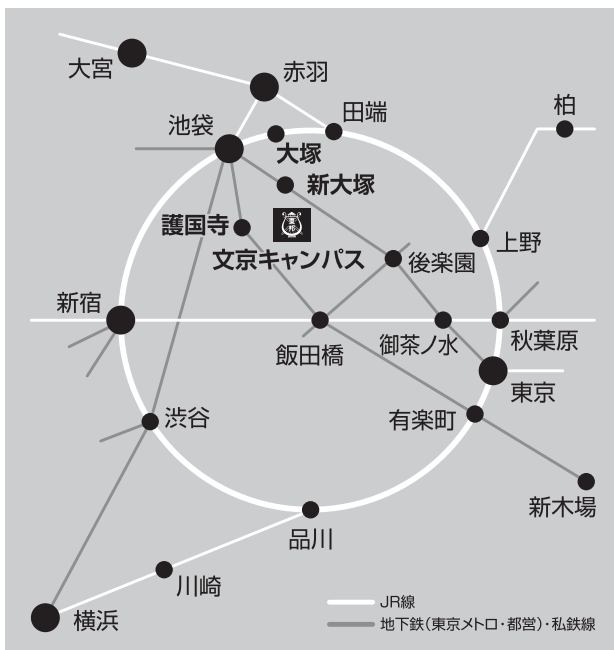 大宮
赤羽
田端
柏
池袋
大塚
新大塚
護国寺
文京キャンパス
後楽園
上野
新宿
飯田橋
御茶ノ水
秋葉原
東京
渋谷
有楽町
新木場
品川
川崎
横浜
JR線
地下鉄(東京メトロ・都営)・私鉄線